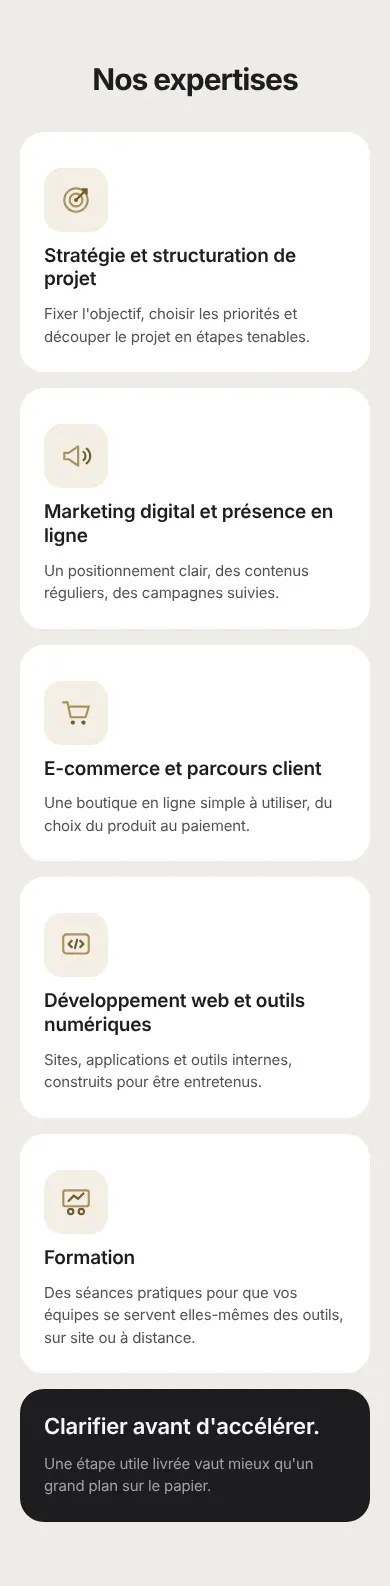 Nos expertises
Stratégie et structuration de
projet
Fixer l'objectif, choisir les priorités et
découper le projet en étapes tenables.
Marketing digital et présence en
ligne
Un positionnement clair, des contenus
réguliers, des campagnes suivies.
E-commerce et parcours client
Une boutique en ligne simple à utiliser, du
choix du produit au paiement.
Développement web et outils
numériques
Sites, applications et outils internes,
construits pour être entretenus.
Formation
Des séances pratiques pour que vos
équipes se servent elles-mêmes des outils,
sur site ou à distance.
Clarifier avant d'accélérer.
Une étape utile livrée vaut mieux qu'un
grand plan sur le papier.